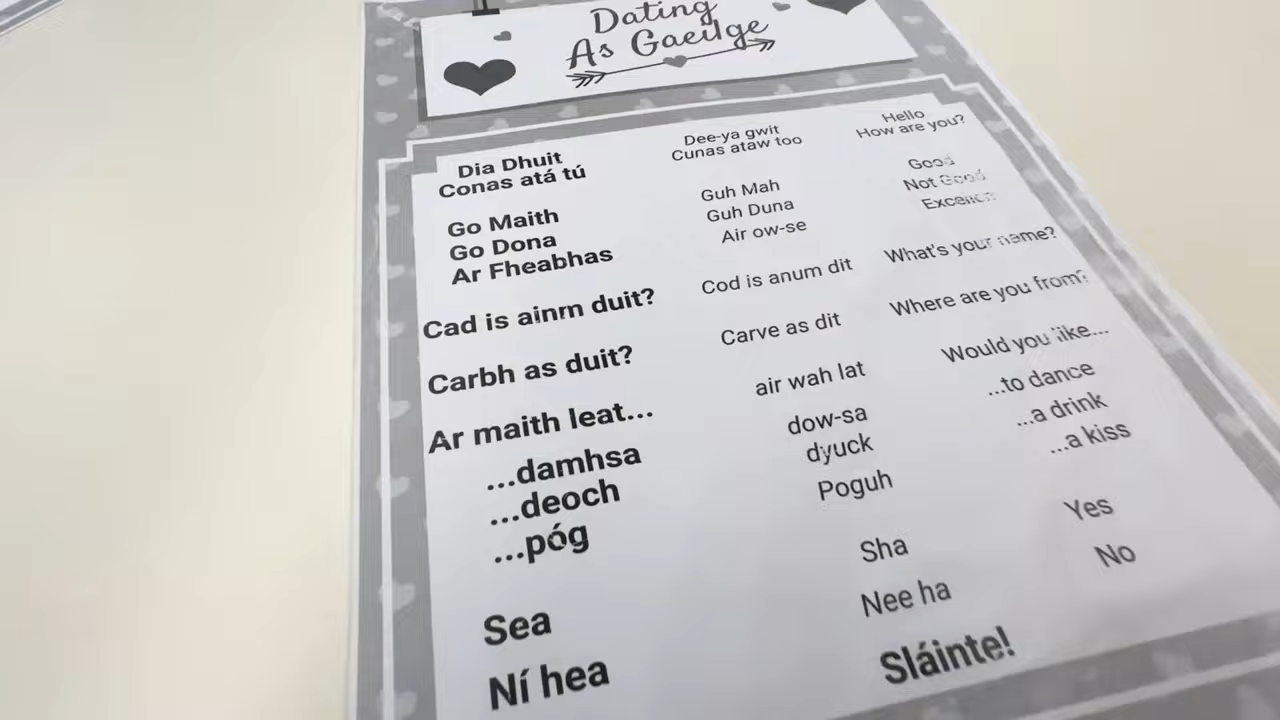 Dating
As Gaeilge
Dia Dhuit Dee-ya gwit Hello
Conas atá tú Cunas ataw too How are you?
Go Maith Guh Mah Good
Go Dona Guh Duna Not Good
Ar Fheabhas Air ow-se
Cad is ainm duit? Cod is anum dit What's your name?
Carbh as duit? Carve as dit Where are you from?
Ar maith leat... air wah lat Would you like...
...damhsa dow-sa ...to dance
...deoch dyuck ...a drink
...póg Poguh ...a kiss
Sea Sha Yes
Ní hea Nee ha No
Sláinte!